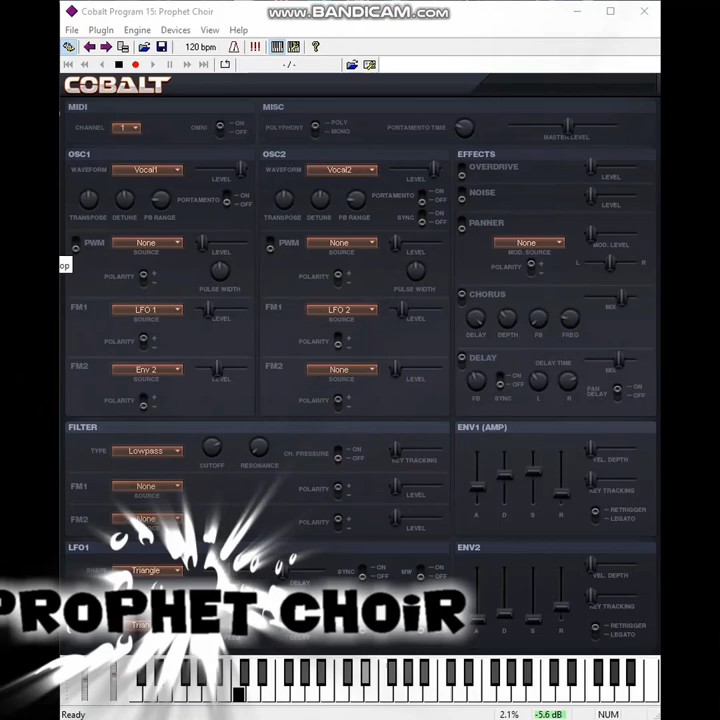 Cobalt Program 15: Prophet Choir
www.BANDICAM.com
File PlugIn Engine Devices View Help
120 bpm
- / -
COBALT
MIDI
CHANNEL 1 OMNI ON OFF
MISC
POLYPHONY POLY MONO PORTAMENTO TIME MASTER LEVEL
OSC1
WAVEFORM Vocal1 LEVEL
TRANSPOSE DETUNE PB RANGE PORTAMENTO ON OFF
PWM None SOURCE LEVEL
POLARITY + - PULSE WIDTH
FM1 LFO 1 SOURCE LEVEL
POLARITY + -
FM2 Env 2 SOURCE LEVEL
POLARITY + -
OSC2
WAVEFORM Vocal2 LEVEL
TRANSPOSE DETUNE PB RANGE PORTAMENTO ON OFF
SYNC ON OFF
PWM None SOURCE LEVEL
POLARITY + - PULSE WIDTH
FM1 LFO 2 SOURCE LEVEL
POLARITY + -
FM2 None SOURCE LEVEL
POLARITY + -
EFFECTS
OVERDRIVE LEVEL
NOISE LEVEL
PANNER
None MOD. SOURCE MOD. LEVEL
POLARITY + - L R
CHORUS MIX
DELAY DEPTH FB FREQ
DELAY DELAY TIME MIX
FB SYNC ON OFF L R PAN DELAY ON OFF
op
FILTER
TYPE Lowpass CUTOFF RESONANCE CH. PRESSURE ON OFF KEY TRACKING
FM1 None SOURCE POLARITY + - LEVEL
FM2 None POLARITY + - LEVEL
ENV1 (AMP)
A D S R
VEL. DEPTH
KEY TRACKING
RETRIGGER
LEGATO
LFO1
SHAPE Triangle DELAY SYNC ON OFF MW ON OFF
ENV2
A D S R
VEL. DEPTH
KEY TRACKING
RETRIGGER
LEGATO
PROPHET CHOiR
Ready 2.1% -5.6 dB NUM